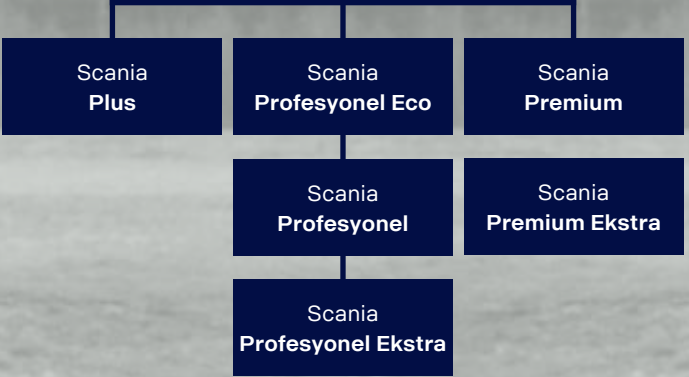 Scania
Plus
Scania
Profesyonel Eco
Scania
Premium
Scania
Profesyonel
Scania
Premium Ekstra
Scania
Profesyonel Ekstra